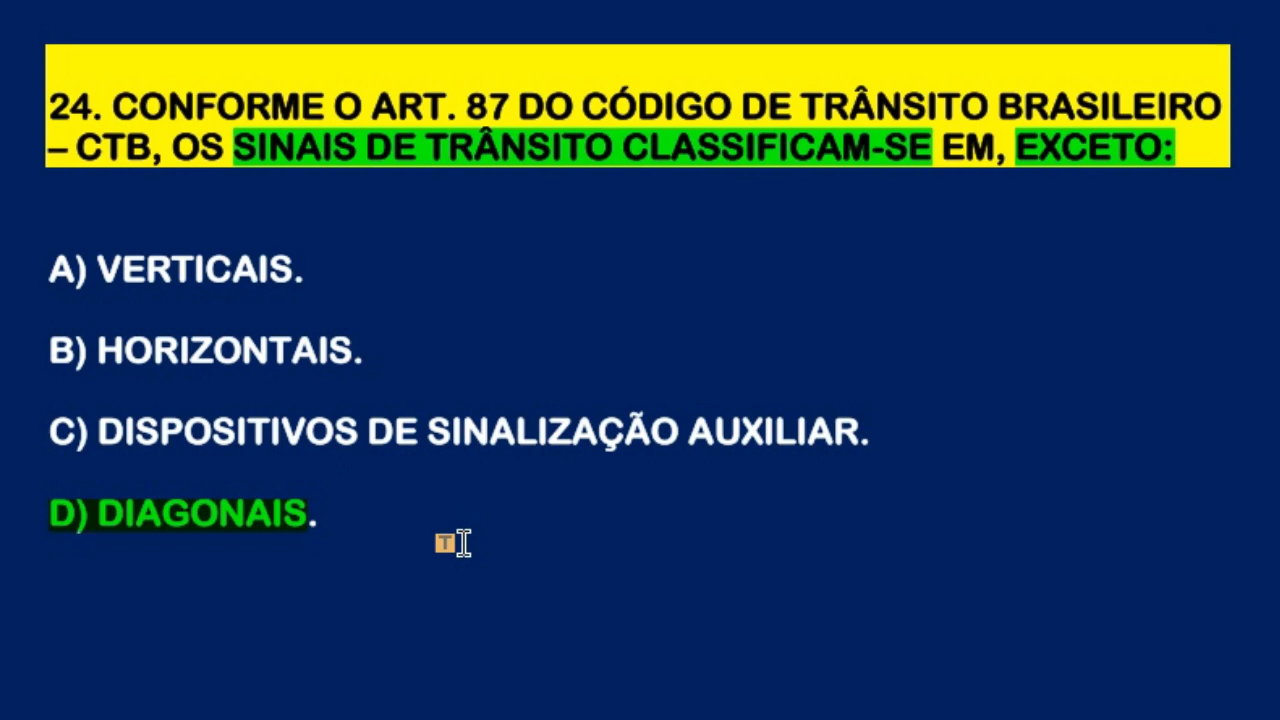 24. CONFORME O ART. 87 DO CÓDIGO DE TRÂNSITO BRASILEIRO
– CTB, OS SINAIS DE TRÂNSITO CLASSIFICAM-SE EM, EXCETO:
A) VERTICAIS.
B) HORIZONTAIS.
C) DISPOSITIVOS DE SINALIZAÇÃO AUXILIAR.
D) DIAGONAIS.
T